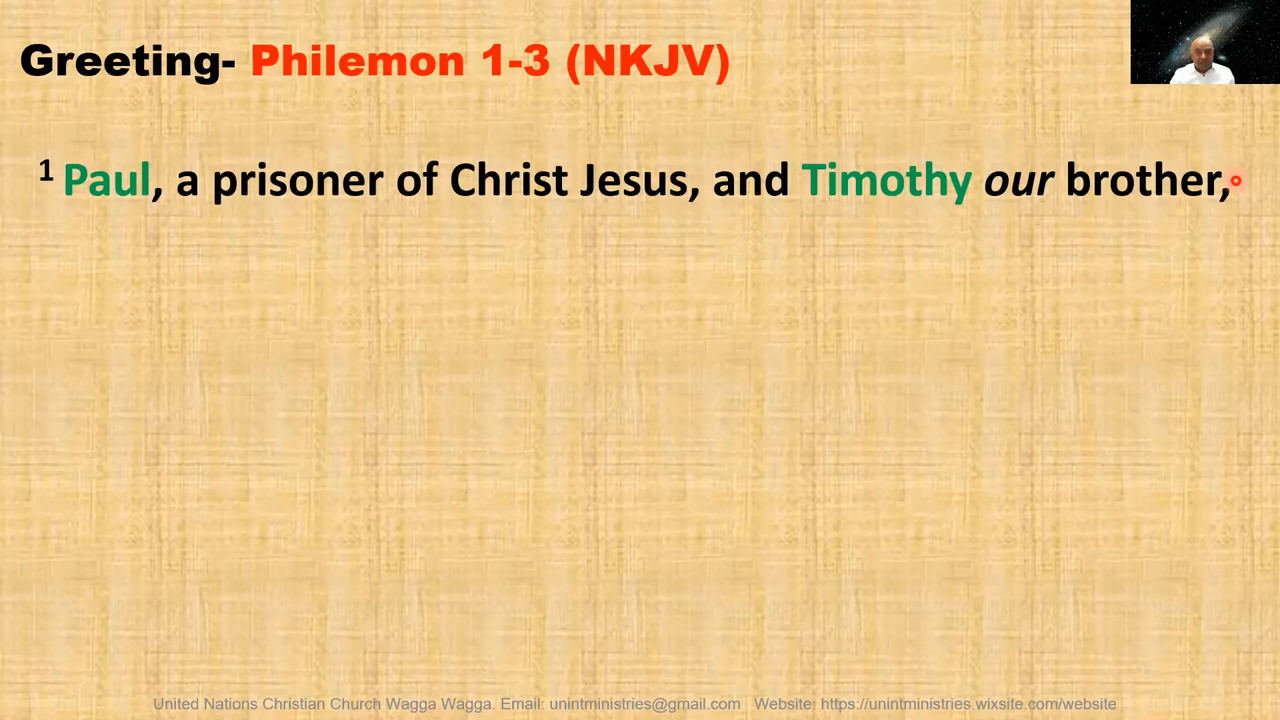 Greeting- Philemon 1-3 (NKJV)
1 Paul, a prisoner of Christ Jesus, and Timothy our brother,
United Nations Christian Church Wagga Wagga. Email: unintministries@gmail.com Website: https://unintministries.wixsite.com/website